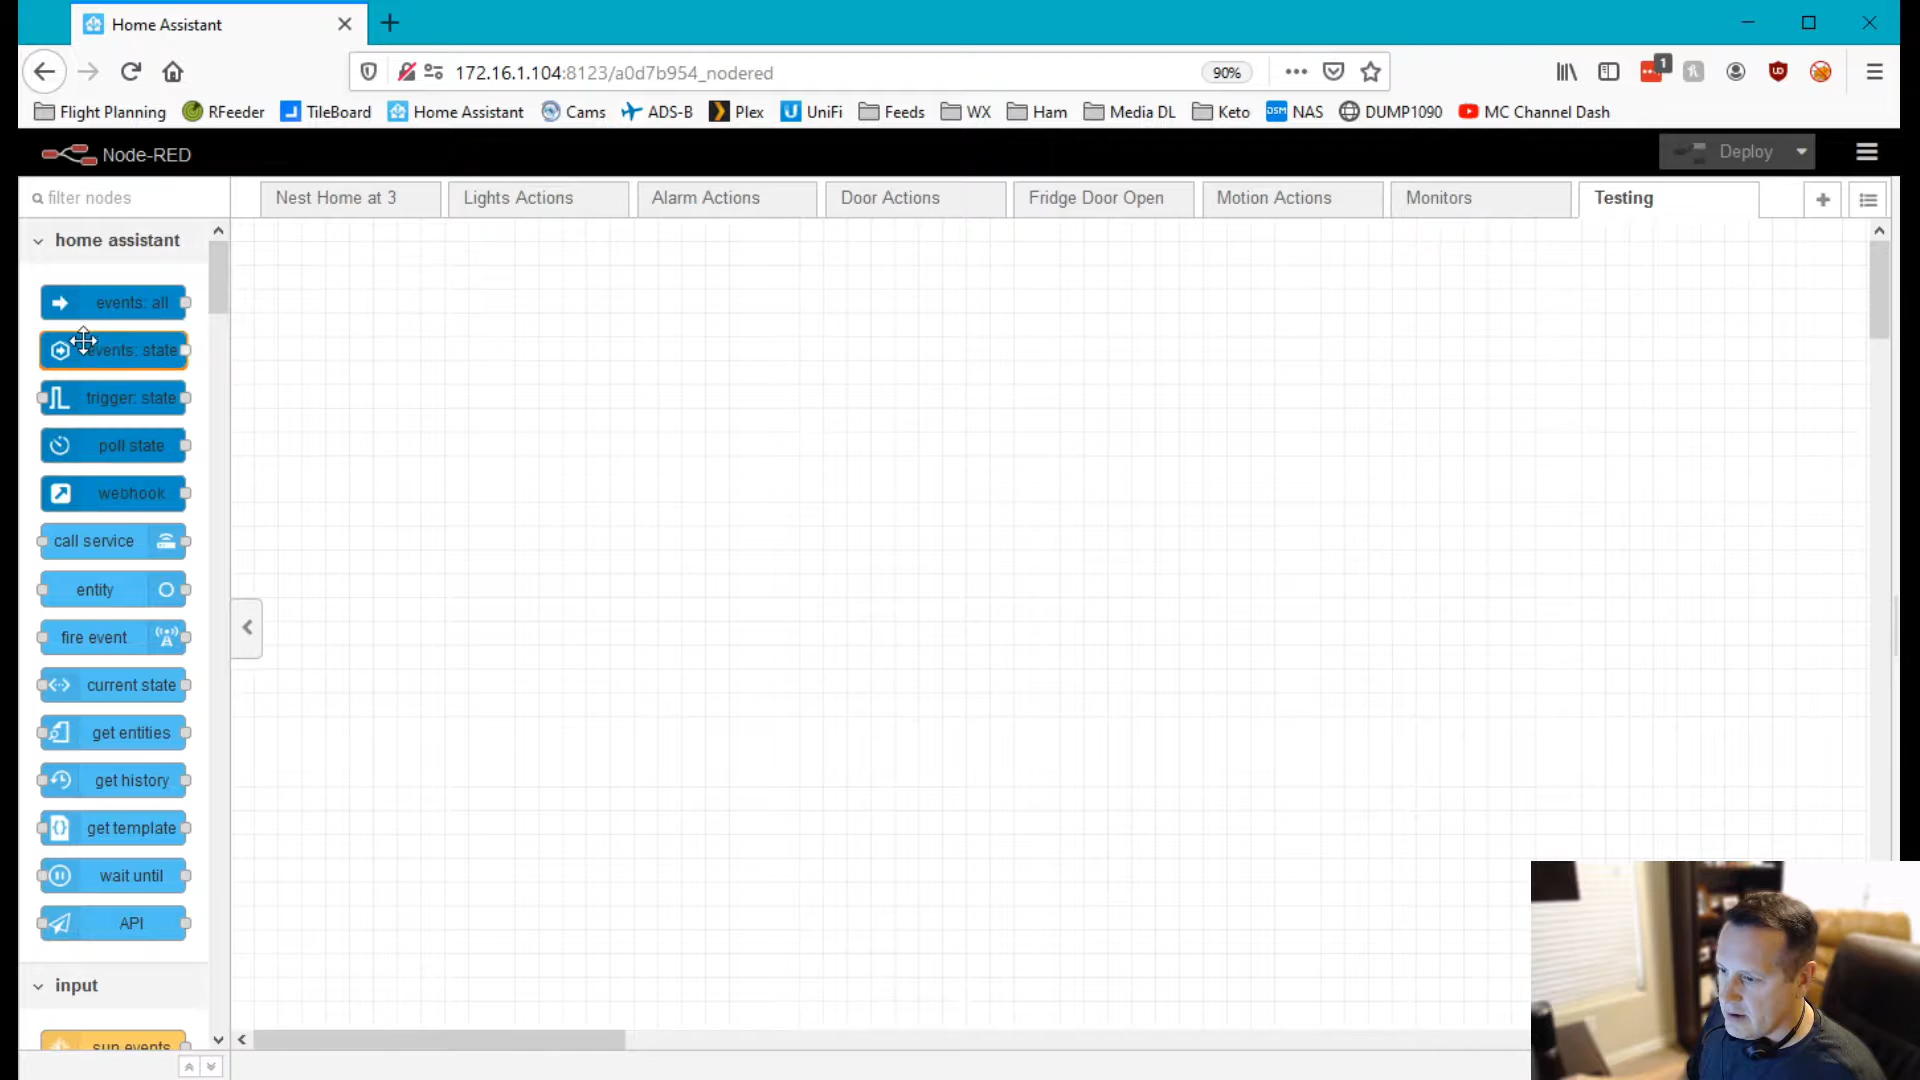 Home Assistant
172.16.1.104:8123/a0d7b954_nodered
90%
1
Flight Planning
RFeeder
TileBoard
Home Assistant
Cams
ADS-B
Plex
UniFi
Feeds
WX
Ham
Media DL
Keto
DSM
NAS
DUMP1090
MC Channel Dash
Node-RED
Deploy
filter nodes
Nest Home at 3
Lights Actions
Alarm Actions
Door Actions
Fridge Door Open
Motion Actions
Monitors
Testing
home assistant
events: all
events: state
trigger: state
poll state
webhook
call service
entity
fire event
current state
get entities
get history
get template
wait until
API
input
sun events